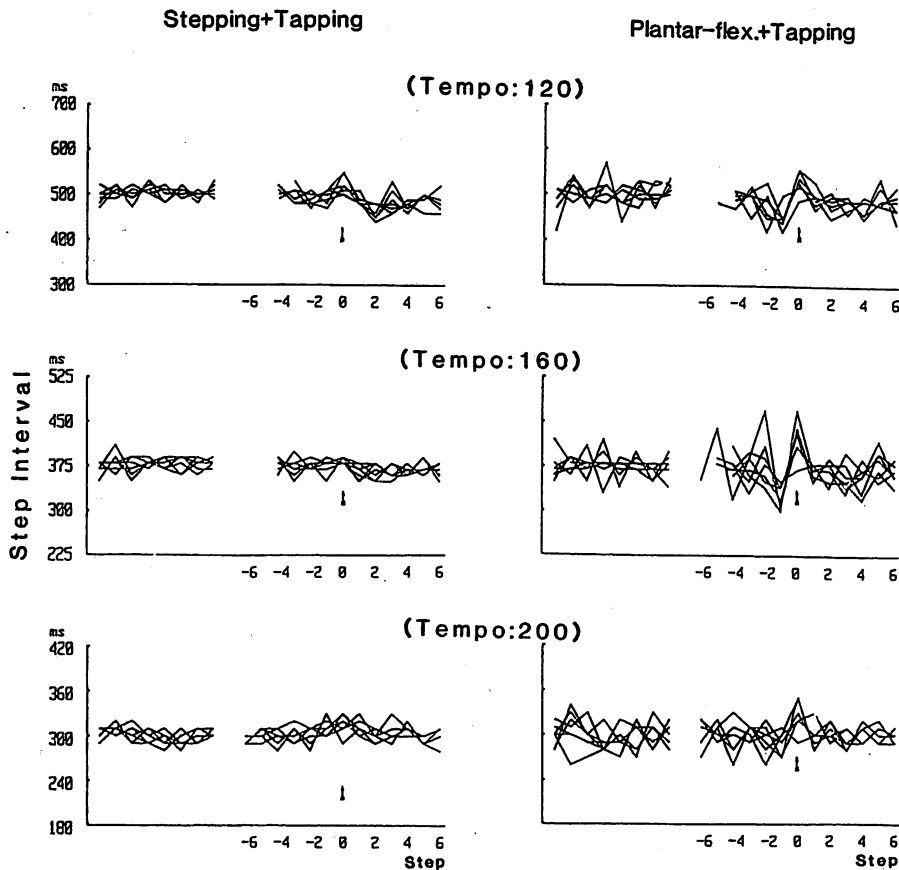 Stepping+Tapping
Plantar-flex.+Tapping
(Tempo:120)
ms
700
600
500
400
300
-6 -4 -2 0 2 4 6
-6 -4 -2 0 2 4 6
(Tempo:160)
Step Interval
ms
525
450
375
300
225
-6 -4 -2 0 2 4 6
-6 -4 -2 0 2 4 6
(Tempo:200)
ms
420
360
300
240
180
-6 -4 -2 0 2 4 6
Step
-6 -4 -2 0 2 4 6
Step